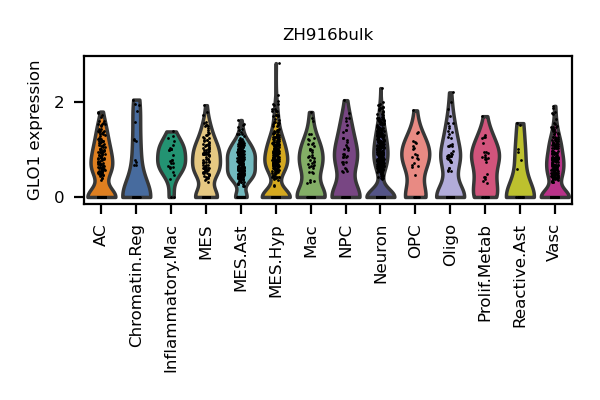 ZH916bulk
GLO1 expression
2
0
AC
Chromatin.Reg
Inflammatory.Mac
MES
MES.Ast
MES.Hyp
Mac
NPC
Neuron
OPC
Oligo
Prolif.Metab
Reactive.Ast
Vasc